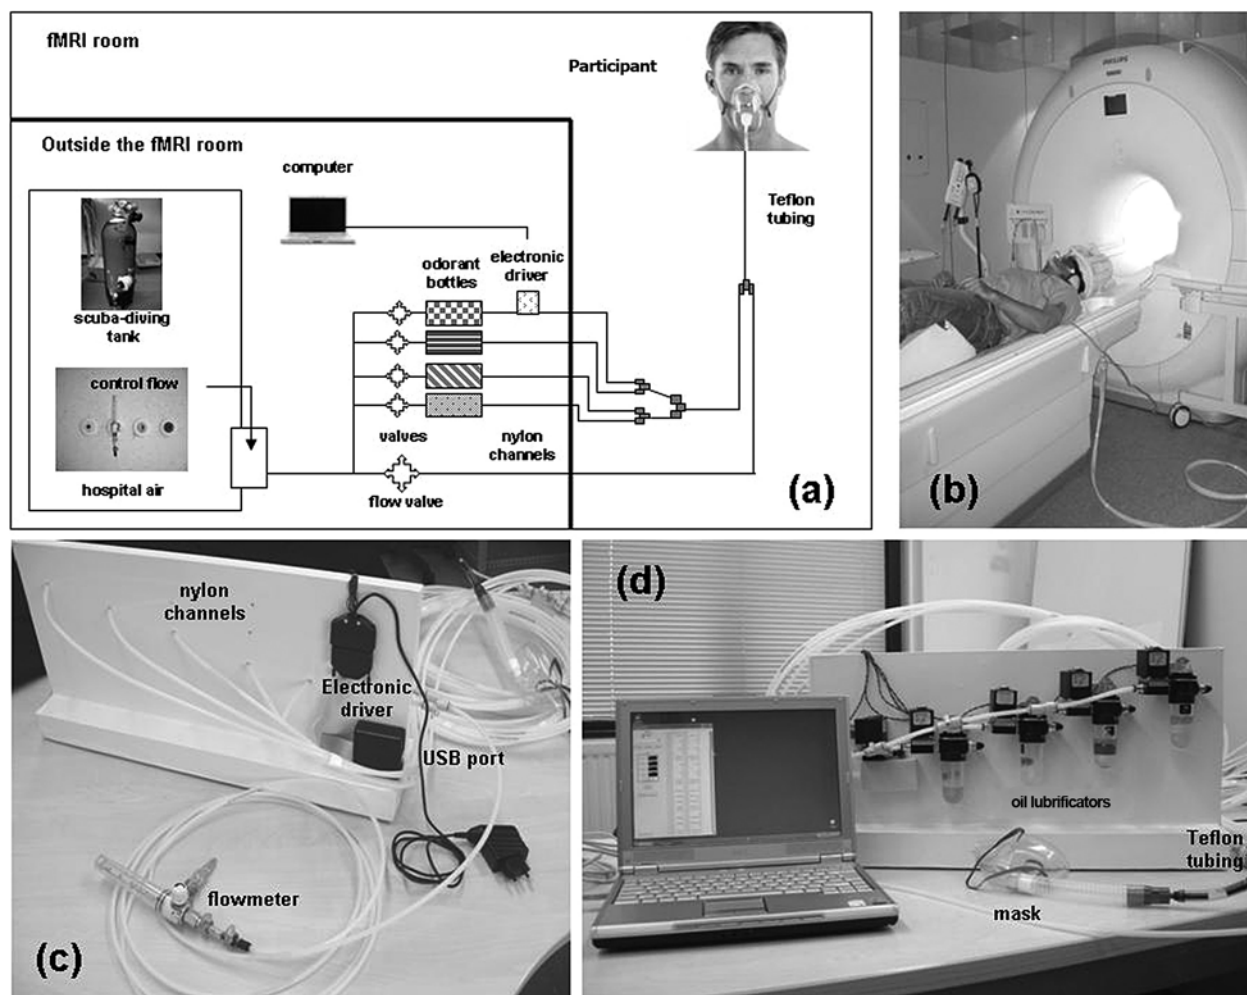 fMRI room
Participant
Outside the fMRI room
computer
Teflon
tubing
odorant
bottles
electronic
driver
scuba-diving
tank
control flow
valves
nylon
channels
hospital air
flow valve
(a)
PHILIPS
(b)
nylon
channels
Electronic
driver
USB port
flowmeter
(c)
(d)
oil lubrificators
Teflon
tubing
mask